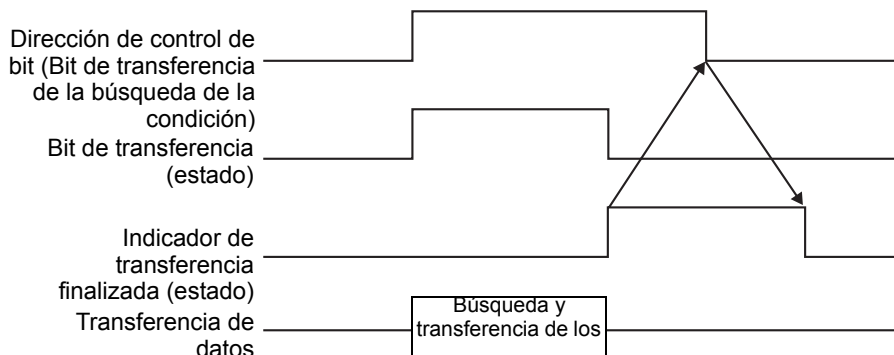 Dirección de control de
bit (Bit de transferencia
de la búsqueda de la
condición)
Bit de transferencia
(estado)
Indicador de
transferencia
finalizada (estado)
Transferencia de
datos
Búsqueda y
transferencia de los